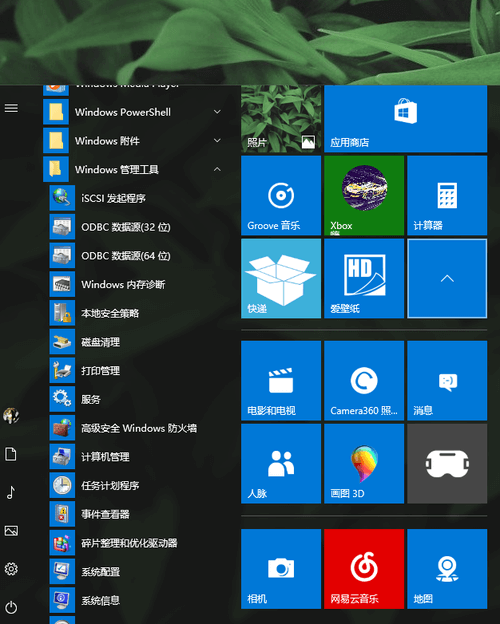 Windows Media Player
Windows PowerShell
Windows 附件
Windows 管理工具
iSCSI 发起程序
ODBC 数据源(32 位)
ODBC 数据源(64 位)
Windows 内存诊断
本地安全策略
磁盘清理
打印管理
服务
高级安全 Windows 防火墙
计算机管理
任务计划程序
事件查看器
碎片整理和优化驱动器
系统配置
系统信息
照片
应用商店
Groove 音乐
Xbox
计算器
快递
HD
爱壁纸
电影和电视
Camera360 照...
消息
人脉
画图 3D
相机
网易云音乐
地图